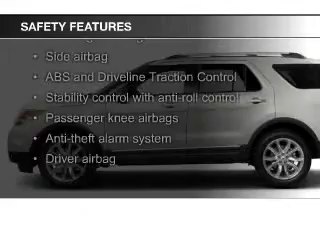 SAFETY FEATURES
• Side airbag
• ABS and Driveline Traction Control
• Stability control with anti-roll control
• Passenger knee airbags
• Anti-theft alarm system
• Driver airbag